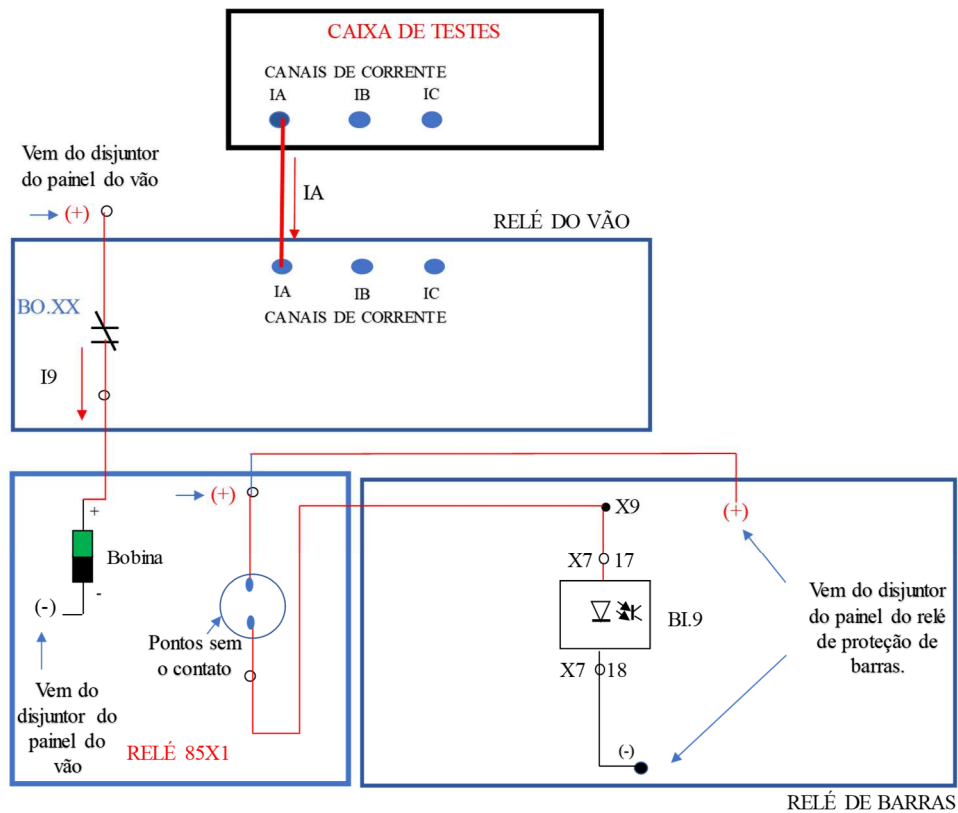 CAIXA DE TESTES
CANAIS DE CORRENTE
IA IB IC
Vem do disjuntor
do painel do vão
(+)
IA
RELÉ DO VÃO
IA IB IC
CANAIS DE CORRENTE
BO.XX
I9
(+)
+
Bobina
-
(-)
Pontos sem
o contato
Vem do
disjuntor do
painel do
vão
RELÉ 85X1
X9
(+)
X7 17
BI.9
X7 18
(-)
Vem do disjuntor
do painel do relé
de proteção de
barras.
RELÉ DE BARRAS